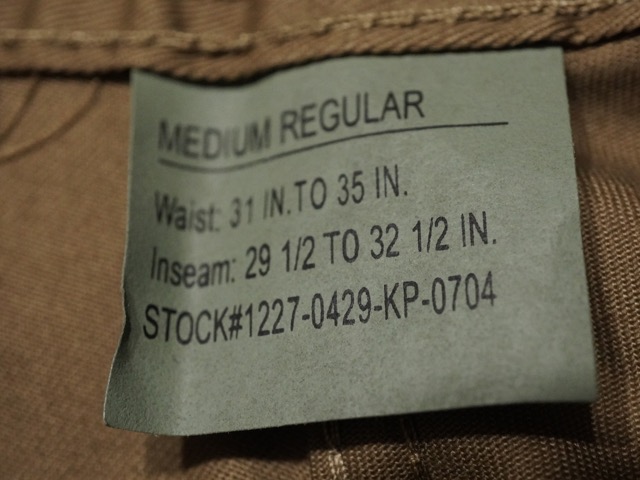 MEDIUM REGULAR
Waist: 31 IN.TO 35 IN.
Inseam: 29 1/2 TO 32 1/2 IN.
STOCK#1227-0429-KP-0704